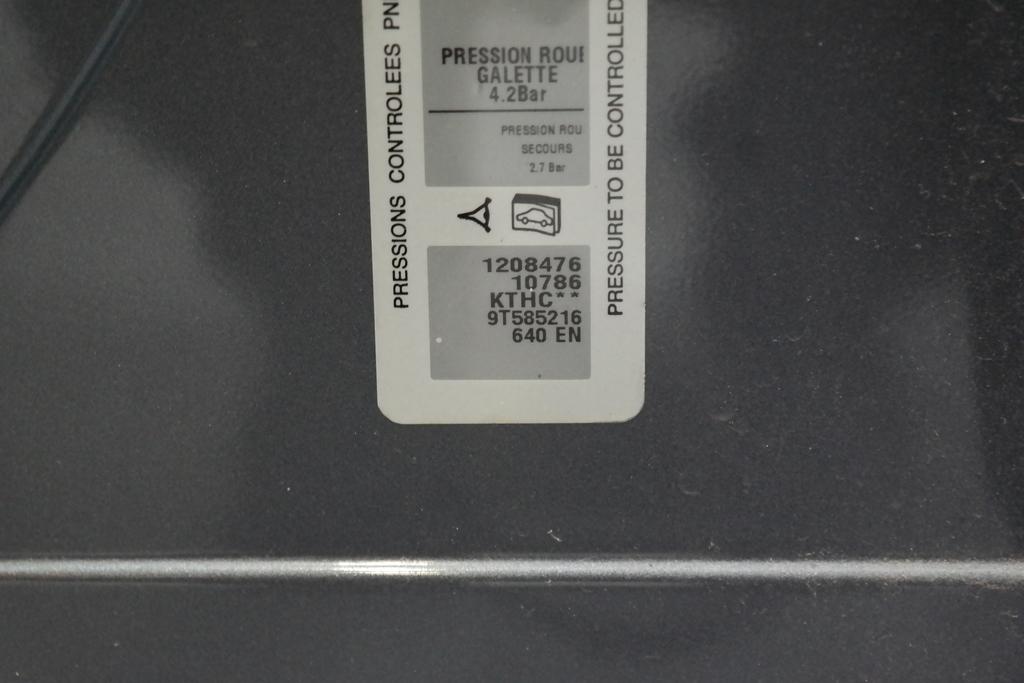 PRESSIONS CONTROLEES PN
PRESSION ROUE
GALETTE
4.2Bar
PRESSION ROU
SECOURS
2.7 Bar
1208476
10786
KTHC**
9T585216
640 EN
PRESSURE TO BE CONTROLLED